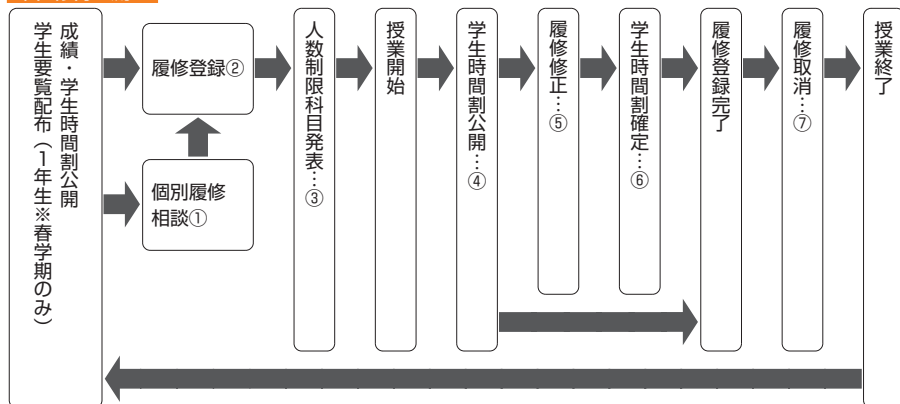 成績・学生時間割公開
学生要覧配布（1年生※春学期のみ）
履修登録②
個別履修
相談①
人数制限科目発表…③
授業開始
学生時間割公開…④
履修修正…⑤
学生時間割確定…⑥
履修登録完了
履修取消…⑦
授業終了